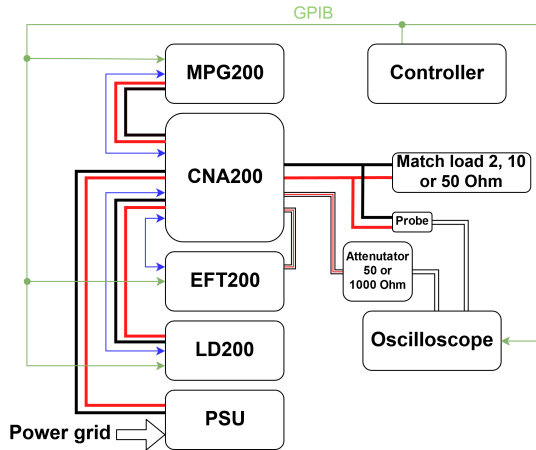 GPIB
MPG200
Controller
CNA200
Match load 2, 10
or 50 Ohm
Probe
Attenutator
50 or
1000 Ohm
EFT200
Oscilloscope
LD200
PSU
Power grid